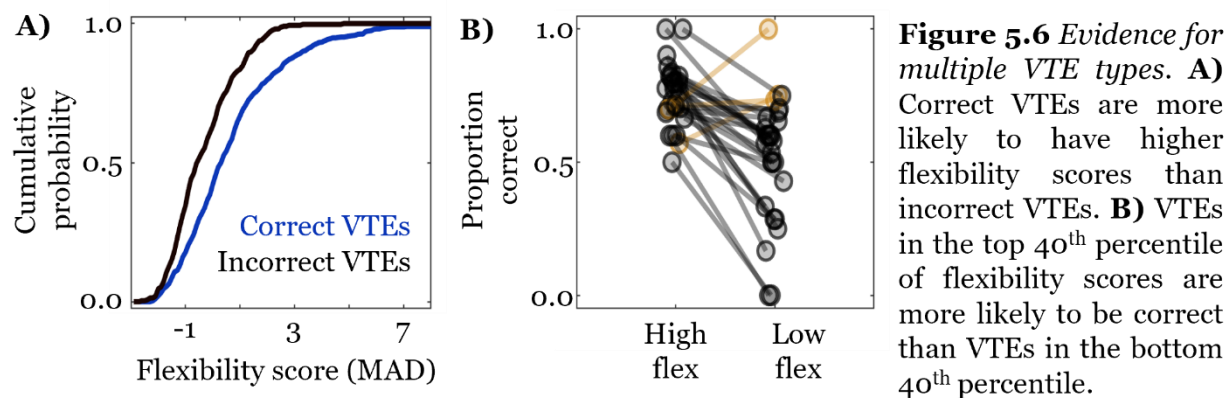 A)
1.0
0.5
0.0
Cumulative
probability
Correct VTEs
Incorrect VTEs
-1 3 7
Flexibility score (MAD)
B)
1.0
0.5
0.0
Proportion
correct
High
flex
Low
flex
Figure 5.6 Evidence for
multiple VTE types. A)
Correct VTEs are more
likely to have higher
flexibility scores than
incorrect VTEs. B) VTEs
in the top 40th percentile
of flexibility scores are
more likely to be correct
than VTEs in the bottom
40th percentile.